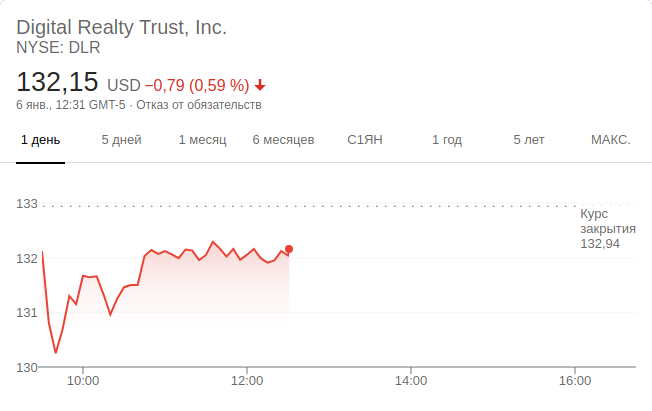 Digital Realty Trust, Inc.
NYSE: DLR
132,15 USD −0,79 (0,59 %)
6 янв., 12:31 GMT-5 · Отказ от обязательств
1 день 5 дней 1 месяц 6 месяцев С1ЯН 1 год 5 лет МАКС.
133
Курс
закрытия
132,94
132
131
130
10:00 12:00 14:00 16:00